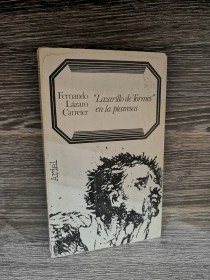 Fernando
Lázaro
Carreter
"Lazarillo de Tormes"
en la picaresca
Ariel